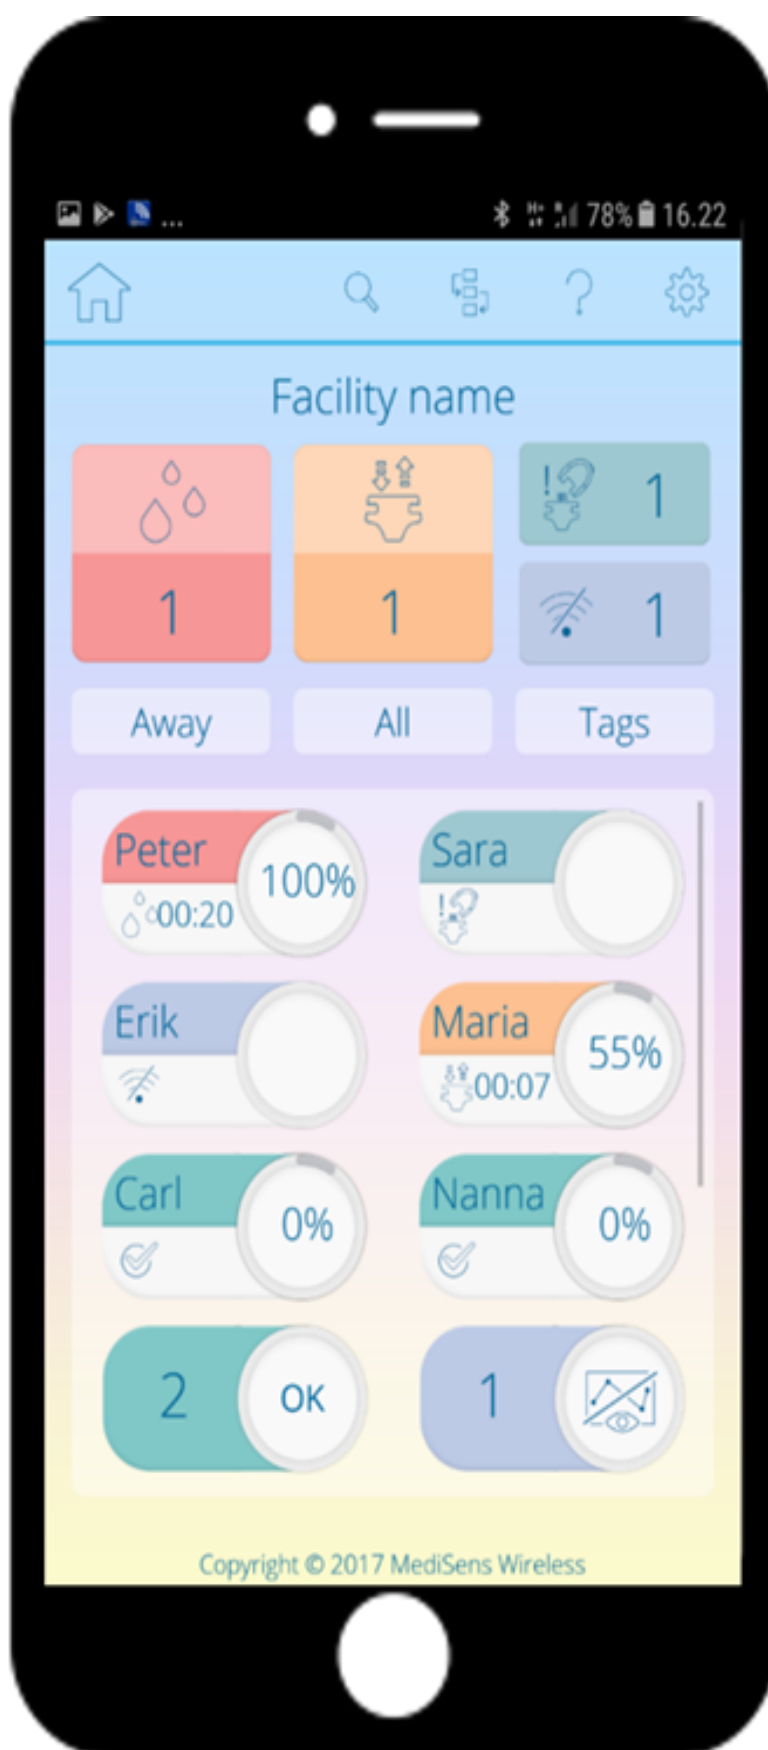 ... 78% 16.22
Facility name
1 1 1
1
Away All Tags
Peter 100% Sara
00:20 !
Erik Maria 55%
00:07
Carl 0% Nanna 0%
2 OK 1
Copyright © 2017 MediSens Wireless